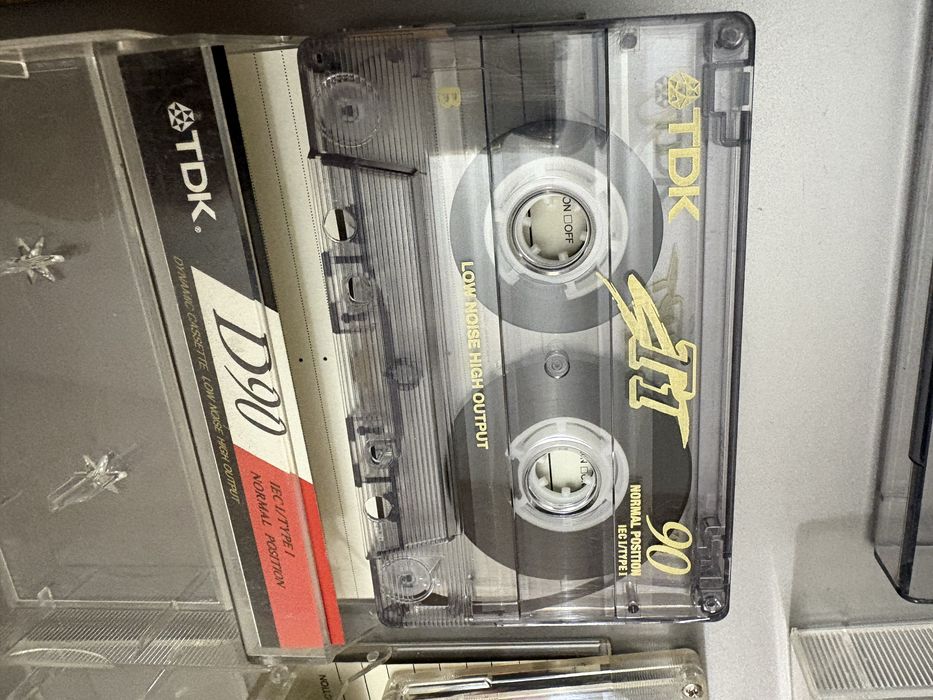 TDK
D90
IEC I/TYPE I
NORMAL POSITION
DYNAMIC CASSETTE, LOW NOISE HIGH OUTPUT
TDK
90
NORMAL POSITION
IEC I/TYPE I
B
LOW NOISE HIGH OUTPUT
ON □OFF